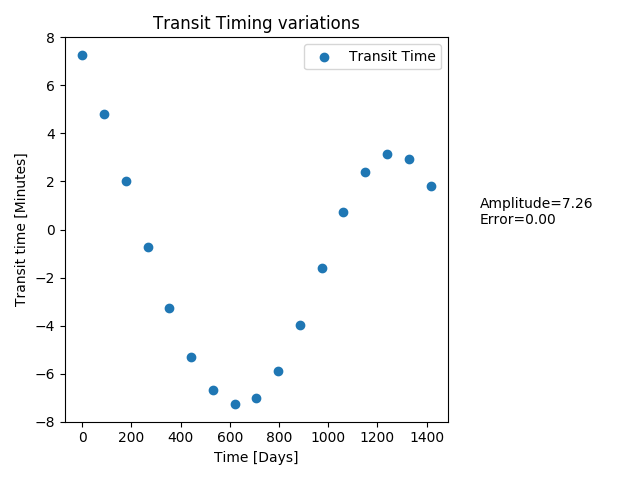 Transit Timing variations
Transit Time
8
6
4
2
0
−2
−4
−6
−8
Transit time [Minutes]
Amplitude=7.26
Error=0.00
0 200 400 600 800 1000 1200 1400
Time [Days]